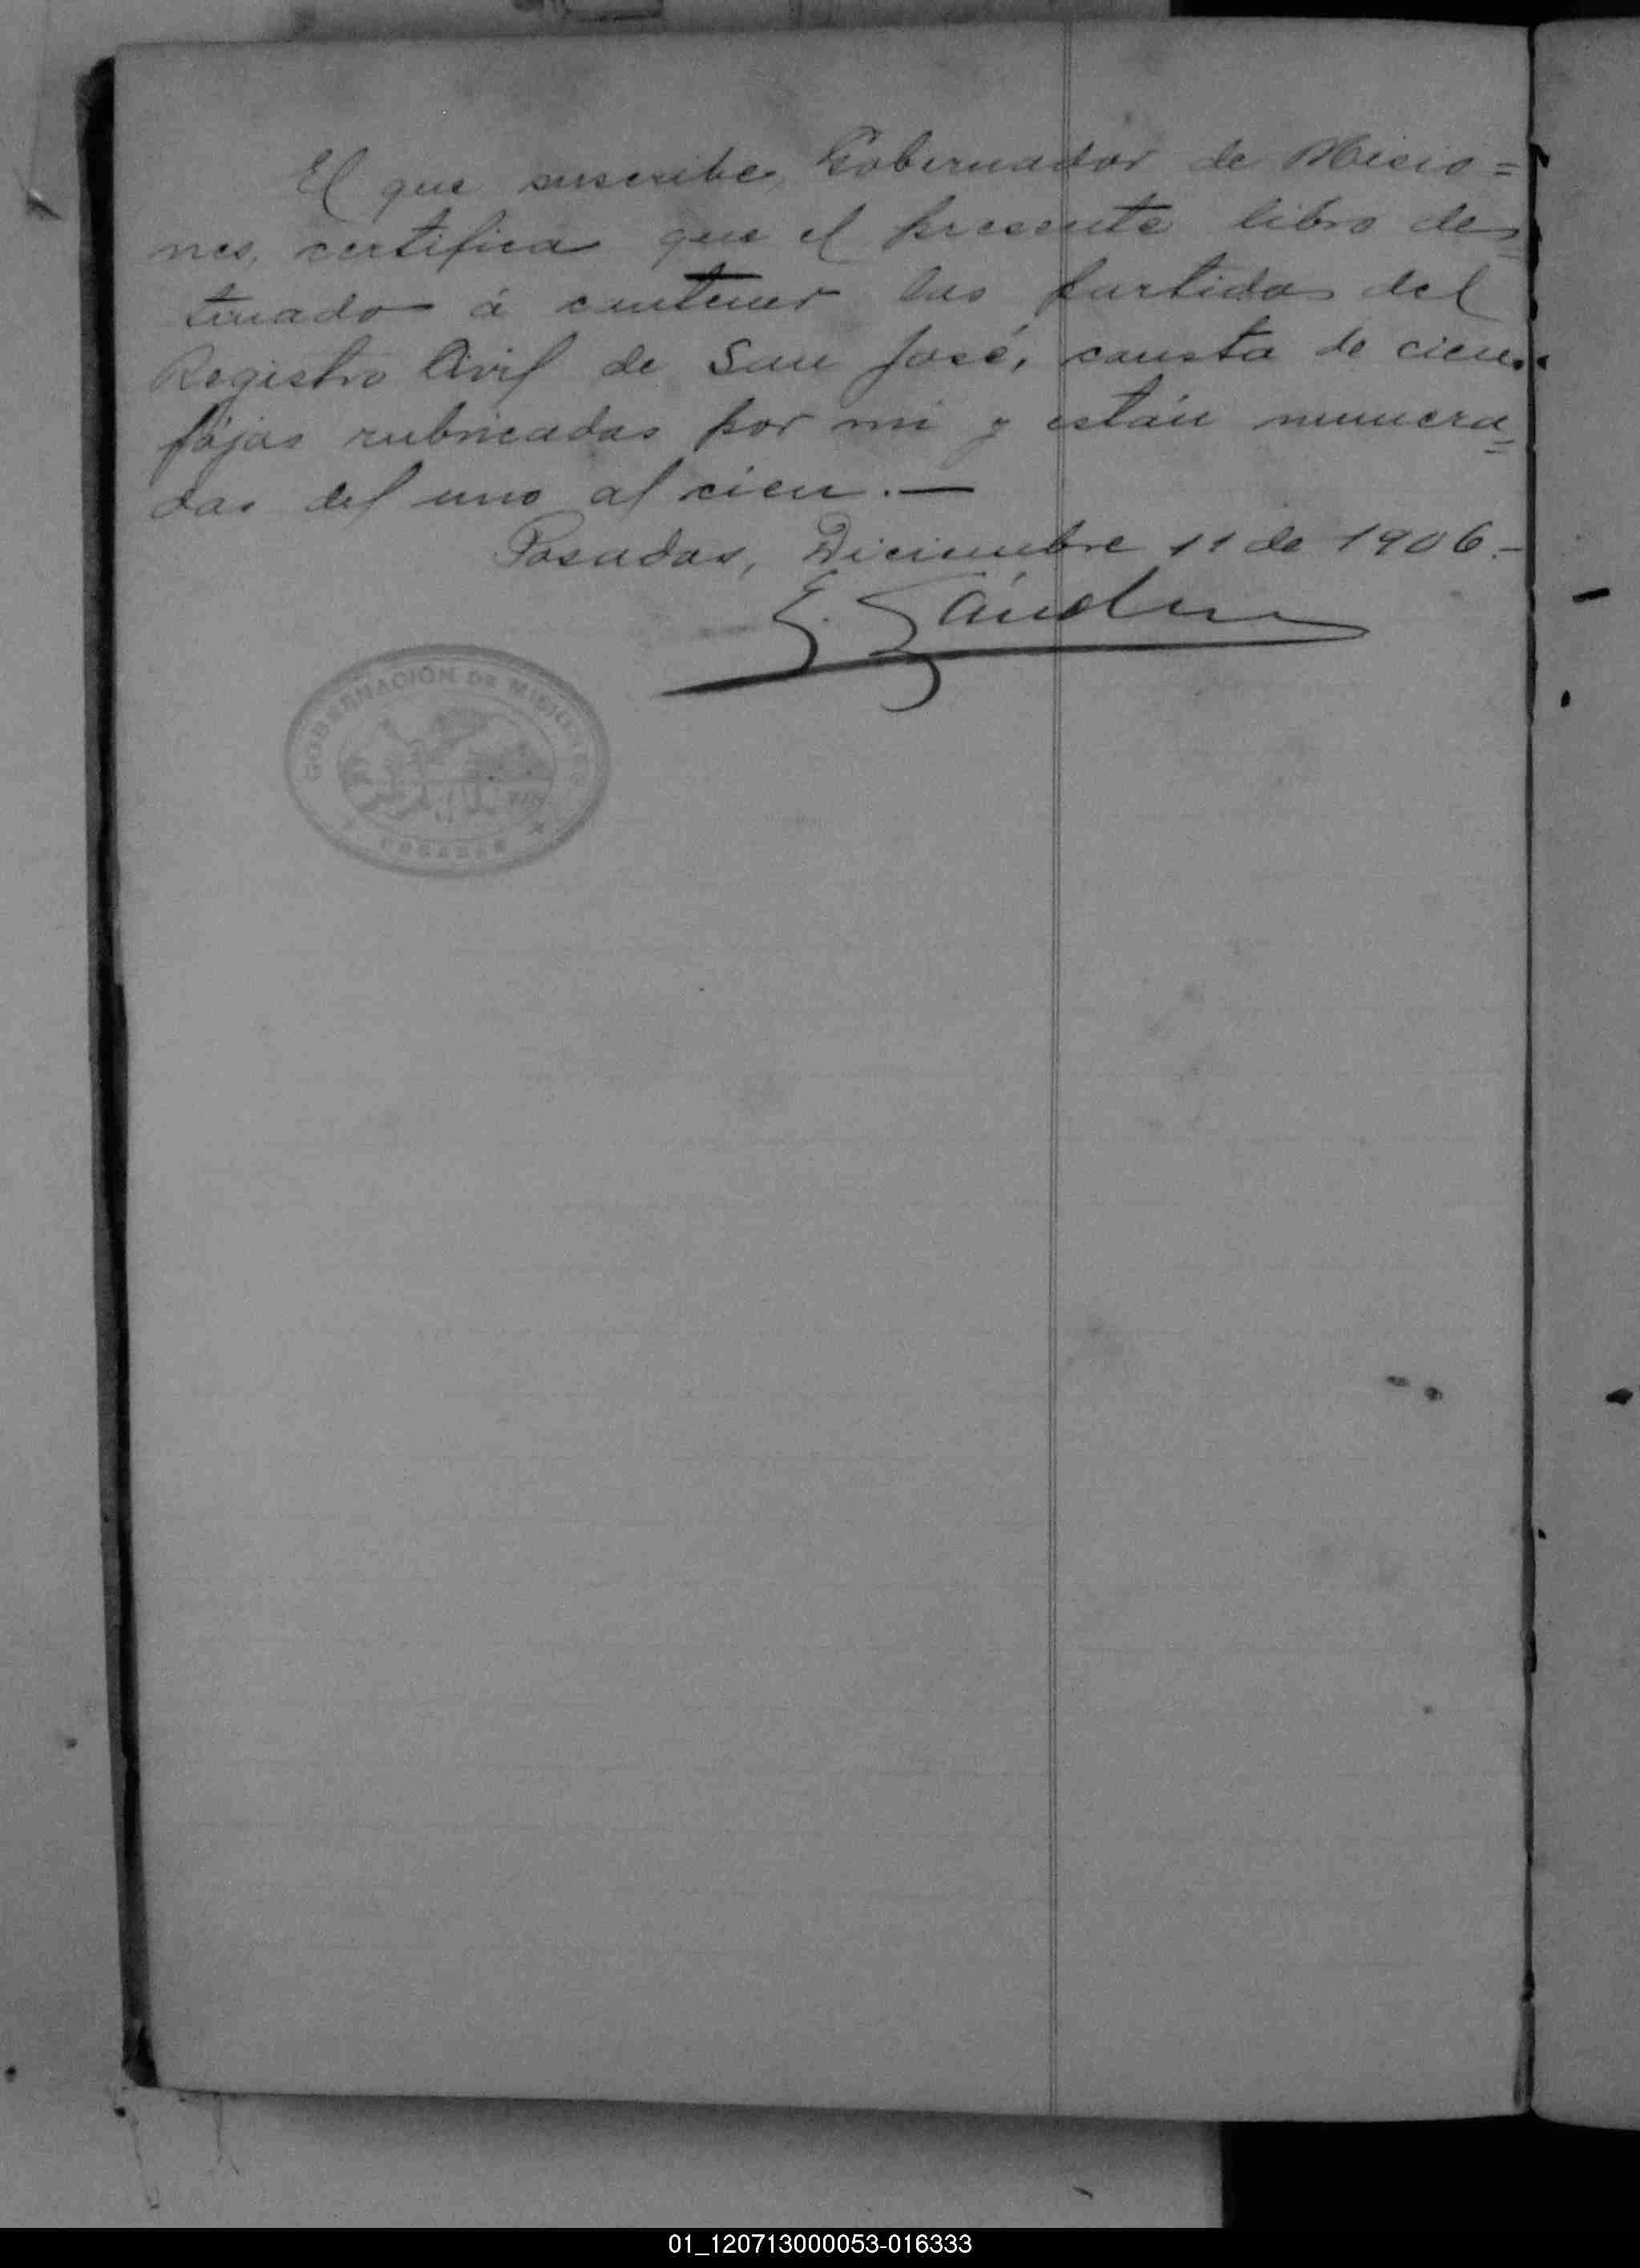 El que suscribe, Gobernador de Misio=
nes, certifica que el presente libro des=
tinado á contener las partidas del
Registro Civil de San José, consta de cien
fójas rubricadas por mi y están numera=
das del uno al cien.—
Posadas, Diciembre 11 de 1906.—
GOBERNACIÓN DE MISIONES
POSADAS
01_120713000053-016333